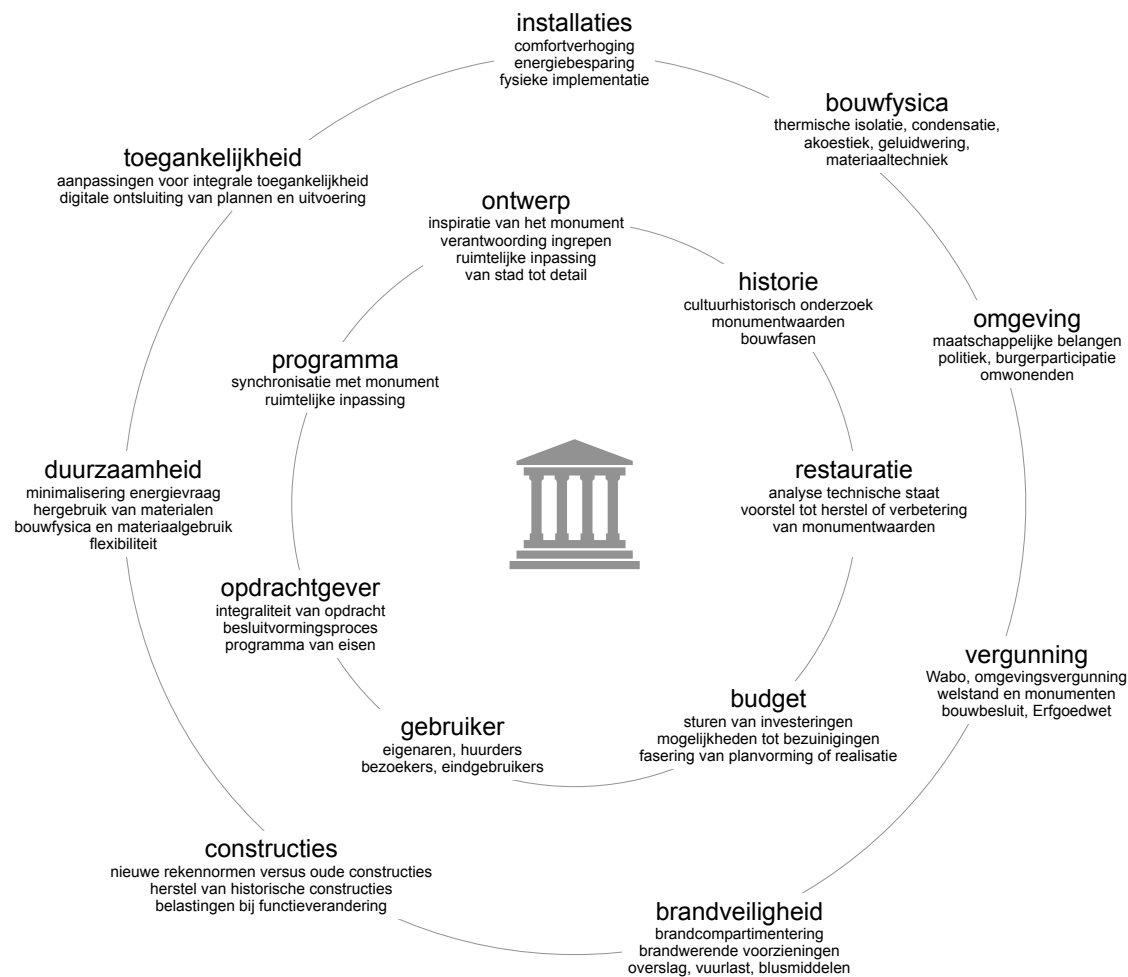 installaties
comfortverhoging
energiebesparing
fysieke implementatie
bouwfysica
thermische isolatie, condensatie,
akoestiek, geluidwering,
materiaaltechniek
toegankelijkheid
aanpassingen voor integrale toegankelijkheid
digitale ontsluiting van plannen en uitvoering
ontwerp
inspiratie van het monument
verantwoording ingrepen
ruimtelijke inpassing
van stad tot detail
historie
cultuurhistorisch onderzoek
monumentwaarden
bouwfasen
omgeving
maatschappelijke belangen
politiek, burgerparticipatie
omwonenden
programma
synchronisatie met monument
ruimtelijke inpassing
duurzaamheid
minimalisering energievraag
hergebruik van materialen
bouwfysica en materiaalgebruik
flexibiliteit
restauratie
analyse technische staat
voorstel tot herstel of verbetering
van monumentwaarden
opdrachtgever
integraliteit van opdracht
besluitvormingsproces
programma van eisen
vergunning
Wabo, omgevingsvergunning
welstand en monumenten
bouwbesluit, Erfgoedwet
budget
sturen van investeringen
mogelijkheden tot bezuinigingen
fasering van planvorming of realisatie
gebruiker
eigenaren, huurders
bezoekers, eindgebruikers
constructies
nieuwe rekennormen versus oude constructies
herstel van historische constructies
belastingen bij functieverandering
brandveiligheid
brandcompartimentering
brandwerende voorzieningen
overslag, vuurlast, blusmiddelen